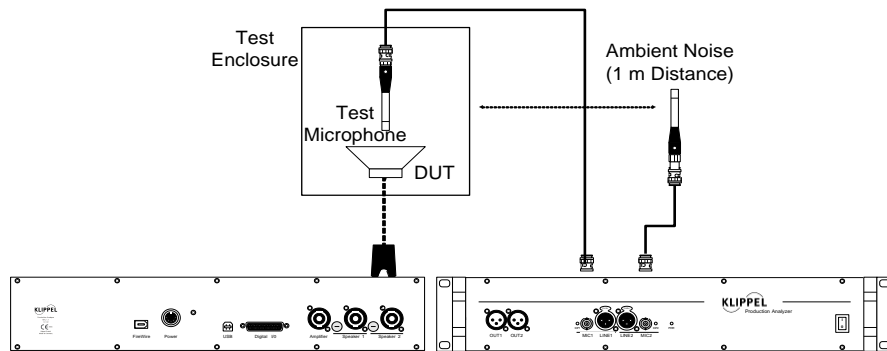 Test
Enclosure
Ambient Noise
(1 m Distance)
Test
Microphone
DUT
KLIPPEL
CE
FireWire
Power
USB
Digital I/O
Amplifier
Speaker 1
Speaker 2
KLIPPEL
Production Analyzer
OUT1
OUT2
MIC1
LINE1
LINE2
MIC2